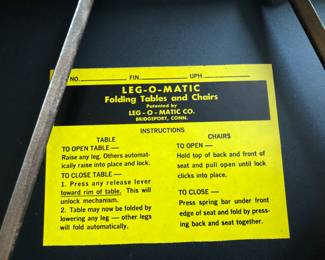 NO. FIN. UPH.
LEG-O-MATIC
Folding Tables and Chairs
Patented by
LEG - O - MATIC CO.
BRIDGEPORT, CONN.
INSTRUCTIONS
TABLE
TO OPEN TABLE —
Raise any leg. Others automat-
ically raise into place and lock.
TO CLOSE TABLE —
1. Press any release lever
toward rim of table. This will
unlock mechanism.
2. Table may now be folded by
lowering any leg — other legs
will fold automatically.
CHAIRS
TO OPEN —
Hold top of back and front of
seat and pull open until lock
clicks into place.
TO CLOSE —
Press spring bar under front
edge of seat and fold by press-
ing back and seat together.